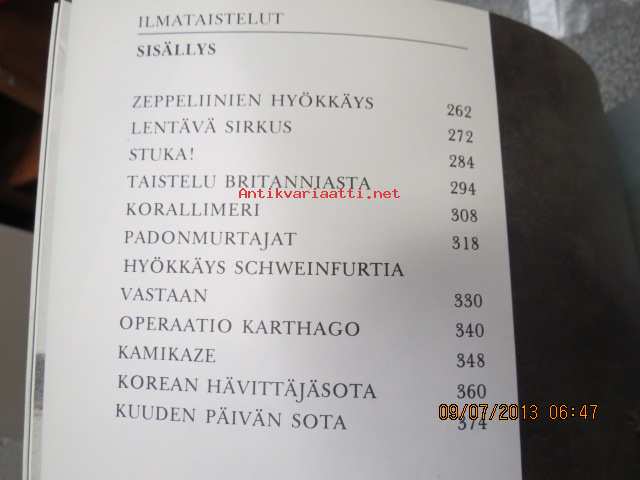 ILMATAISTELUT
SISÄLLYS
ZEPPELIINIEN HYÖKKÄYS 262
LENTÄVÄ SIRKUS 272
STUKA! 284
TAISTELU BRITANNIASTA 294
Antikvariaatti.net
KORALLIMERI 308
PADONMURTAJAT 318
HYÖKKÄYS SCHWEINFURTIA
VASTAAN 330
OPERAATIO KARTHAGO 340
KAMIKAZE 348
KOREAN HÄVITTÄJÄSOTA 360
KUUDEN PÄIVÄN SOTA 374
09/07/2013 06:47